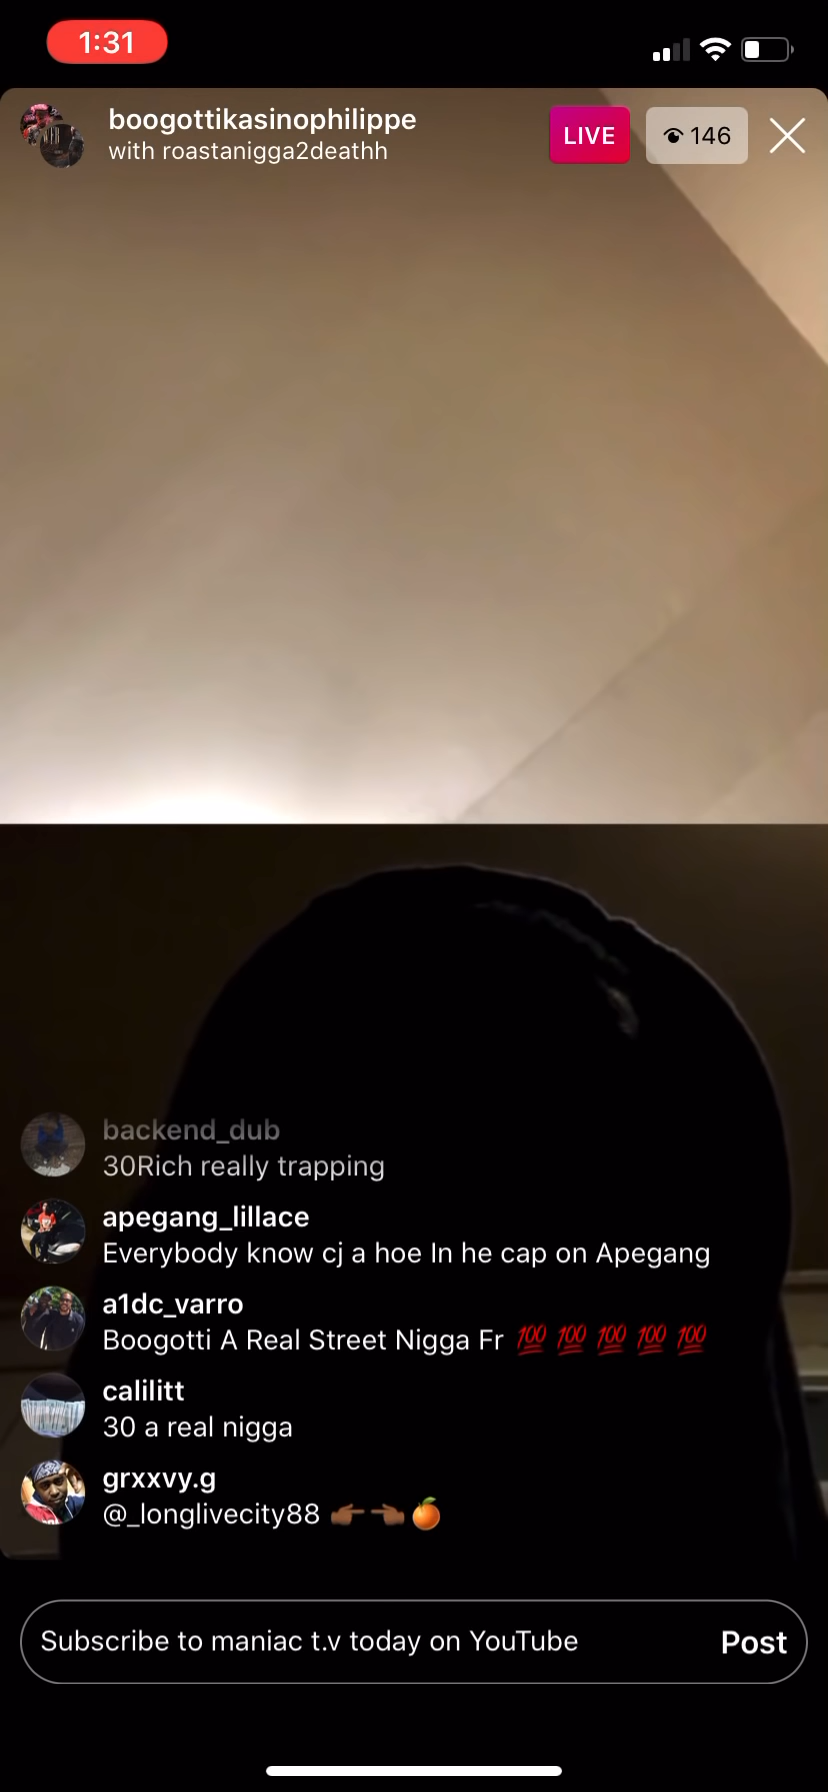 1:31
boogottikasinophilippe
with roastanigga2deathh
LIVE
146
backend_dub
30Rich really trapping
apegang_lillace
Everybody know cj a hoe In he cap on Apegang
a1dc_varro
Boogotti A Real Street Nigga Fr 💯 💯 💯 💯 💯
calilitt
30 a real nigga
grxxvy.g
@_longlivecity88 👉🏾👈🏾🍊
Subscribe to maniac t.v today on YouTube
Post